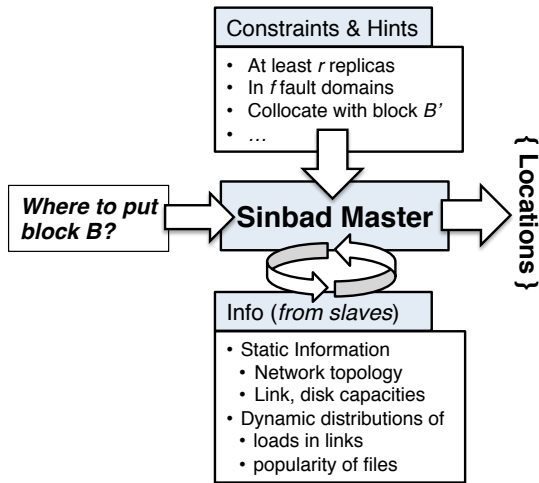 Constraints & Hints
• At least r replicas
• In f fault domains
• Collocate with block B'
• ...
Where to put
block B?
Sinbad Master
{ Locations }
Info (from slaves)
• Static Information
• Network topology
• Link, disk capacities
• Dynamic distributions of
• loads in links
• popularity of files